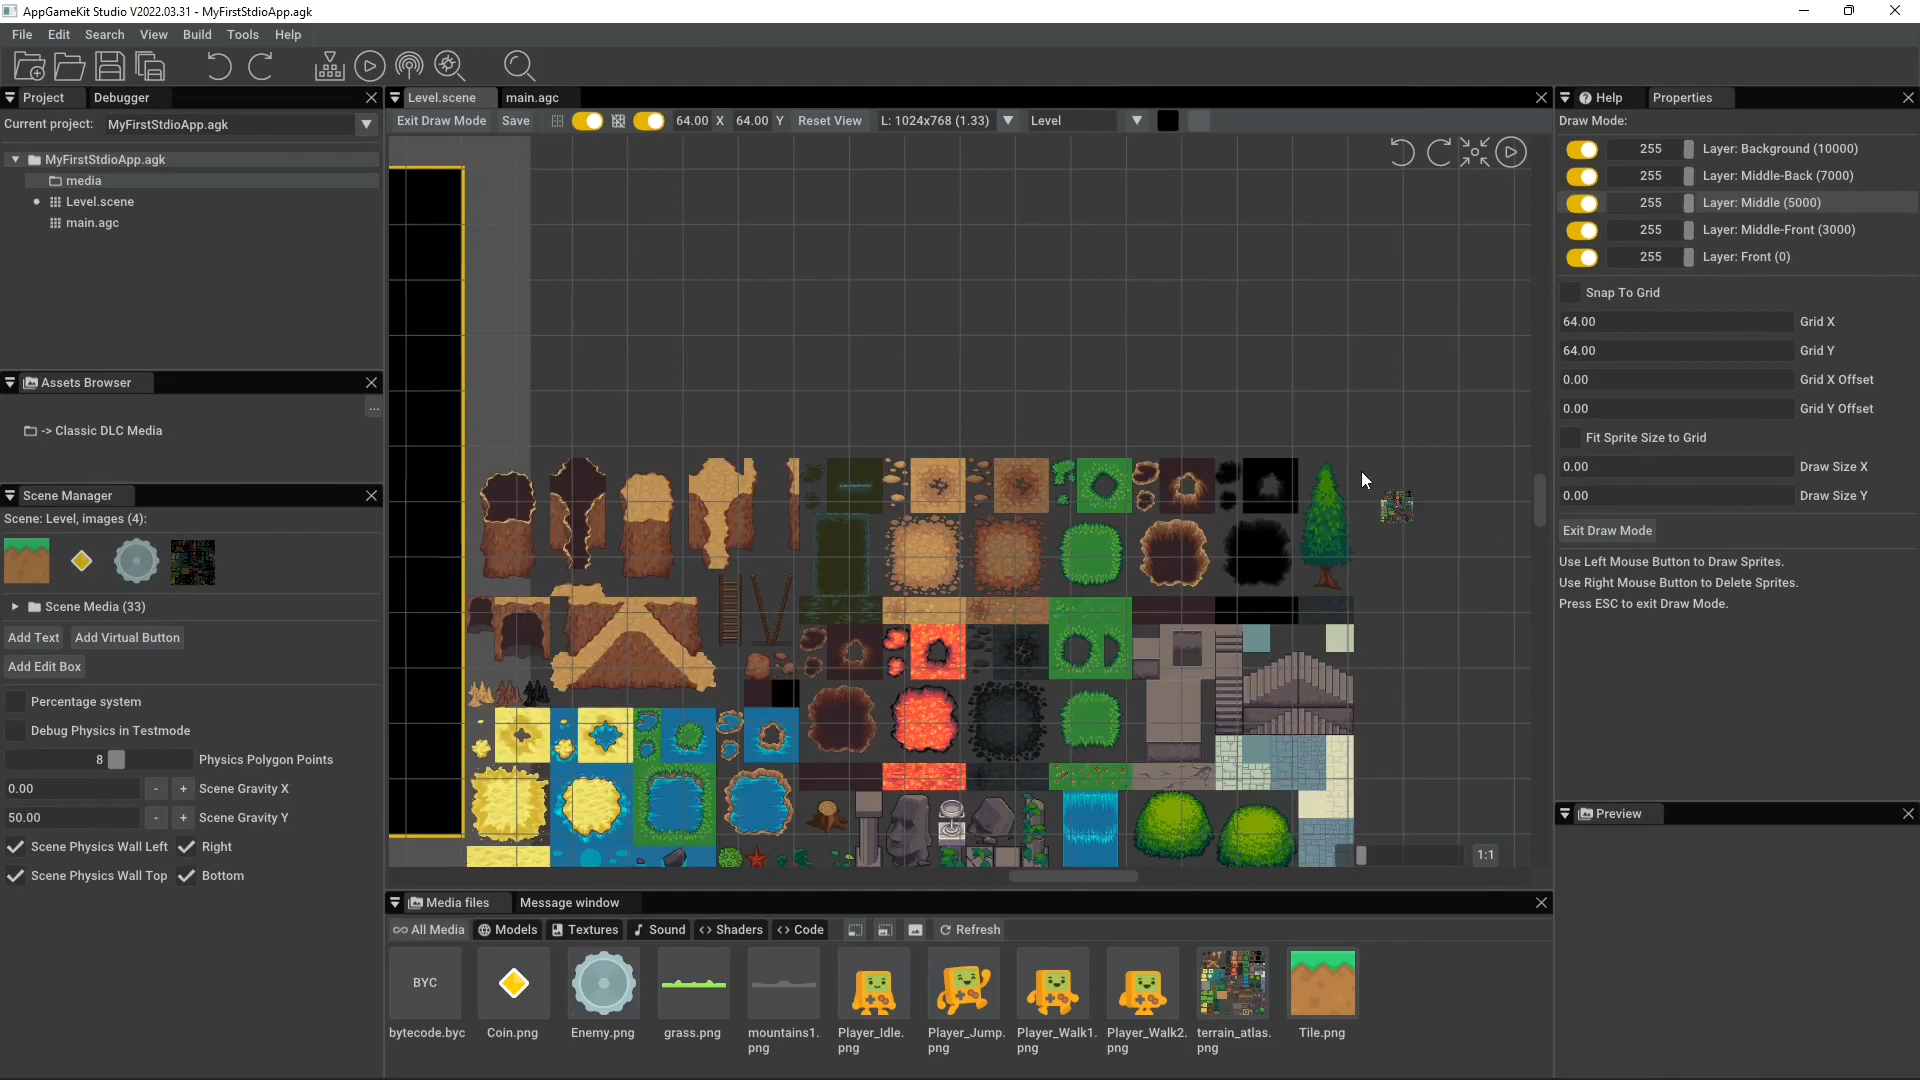 AppGameKit Studio V2022.03.31 - MyFirstStdioApp.agk
File Edit Search View Build Tools Help
Project Debugger
Current project: MyFirstStdioApp.agk
MyFirstStdioApp.agk
media
Level.scene
main.agc
Assets Browser
...
-> Classic DLC Media
Scene Manager
Scene: Level, images (4):
Scene Media (33)
Add Text Add Virtual Button
Add Edit Box
Percentage system
Debug Physics in Testmode
8 Physics Polygon Points
0.00 - + Scene Gravity X
50.00 - + Scene Gravity Y
Scene Physics Wall Left Right
Scene Physics Wall Top Bottom
Level.scene main.agc
Exit Draw Mode Save 64.00 X 64.00 Y Reset View L: 1024x768 (1.33) Level
1:1
Media files Message window
All Media Models Textures Sound <> Shaders <> Code Refresh
BYC
bytecode.byc Coin.png Enemy.png grass.png mountains1. Player_Idle. Player_Jump. Player_Walk1. Player_Walk2. terrain_atlas. Tile.png
png png png png png png
Help Properties
Draw Mode:
255 Layer: Background (10000)
255 Layer: Middle-Back (7000)
255 Layer: Middle (5000)
255 Layer: Middle-Front (3000)
255 Layer: Front (0)
Snap To Grid
64.00 Grid X
64.00 Grid Y
0.00 Grid X Offset
0.00 Grid Y Offset
Fit Sprite Size to Grid
0.00 Draw Size X
0.00 Draw Size Y
Exit Draw Mode
Use Left Mouse Button to Draw Sprites.
Use Right Mouse Button to Delete Sprites.
Press ESC to exit Draw Mode.
Preview